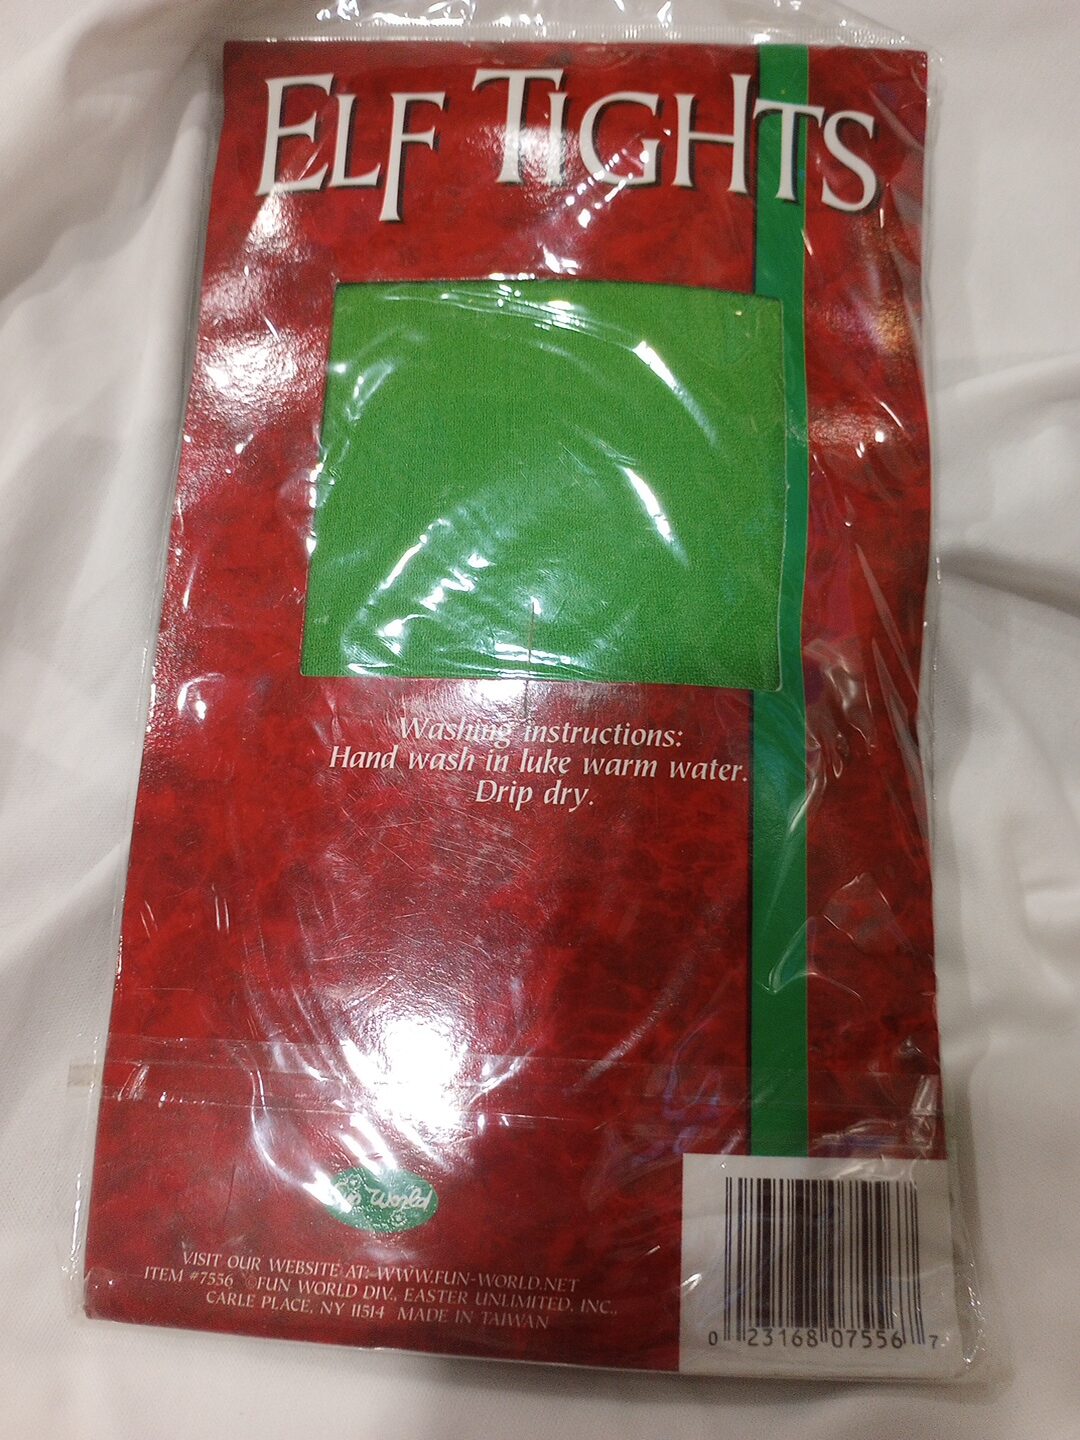 ELF TIGHTS
Washing instructions:
Hand wash in luke warm water.
Drip dry.
Fun World
VISIT OUR WEBSITE AT: WWW.FUN-WORLD.NET
ITEM #7556 ©FUN WORLD DIV., EASTER UNLIMITED, INC.,
CARLE PLACE, NY 11514 MADE IN TAIWAN
0 23168 07556 7